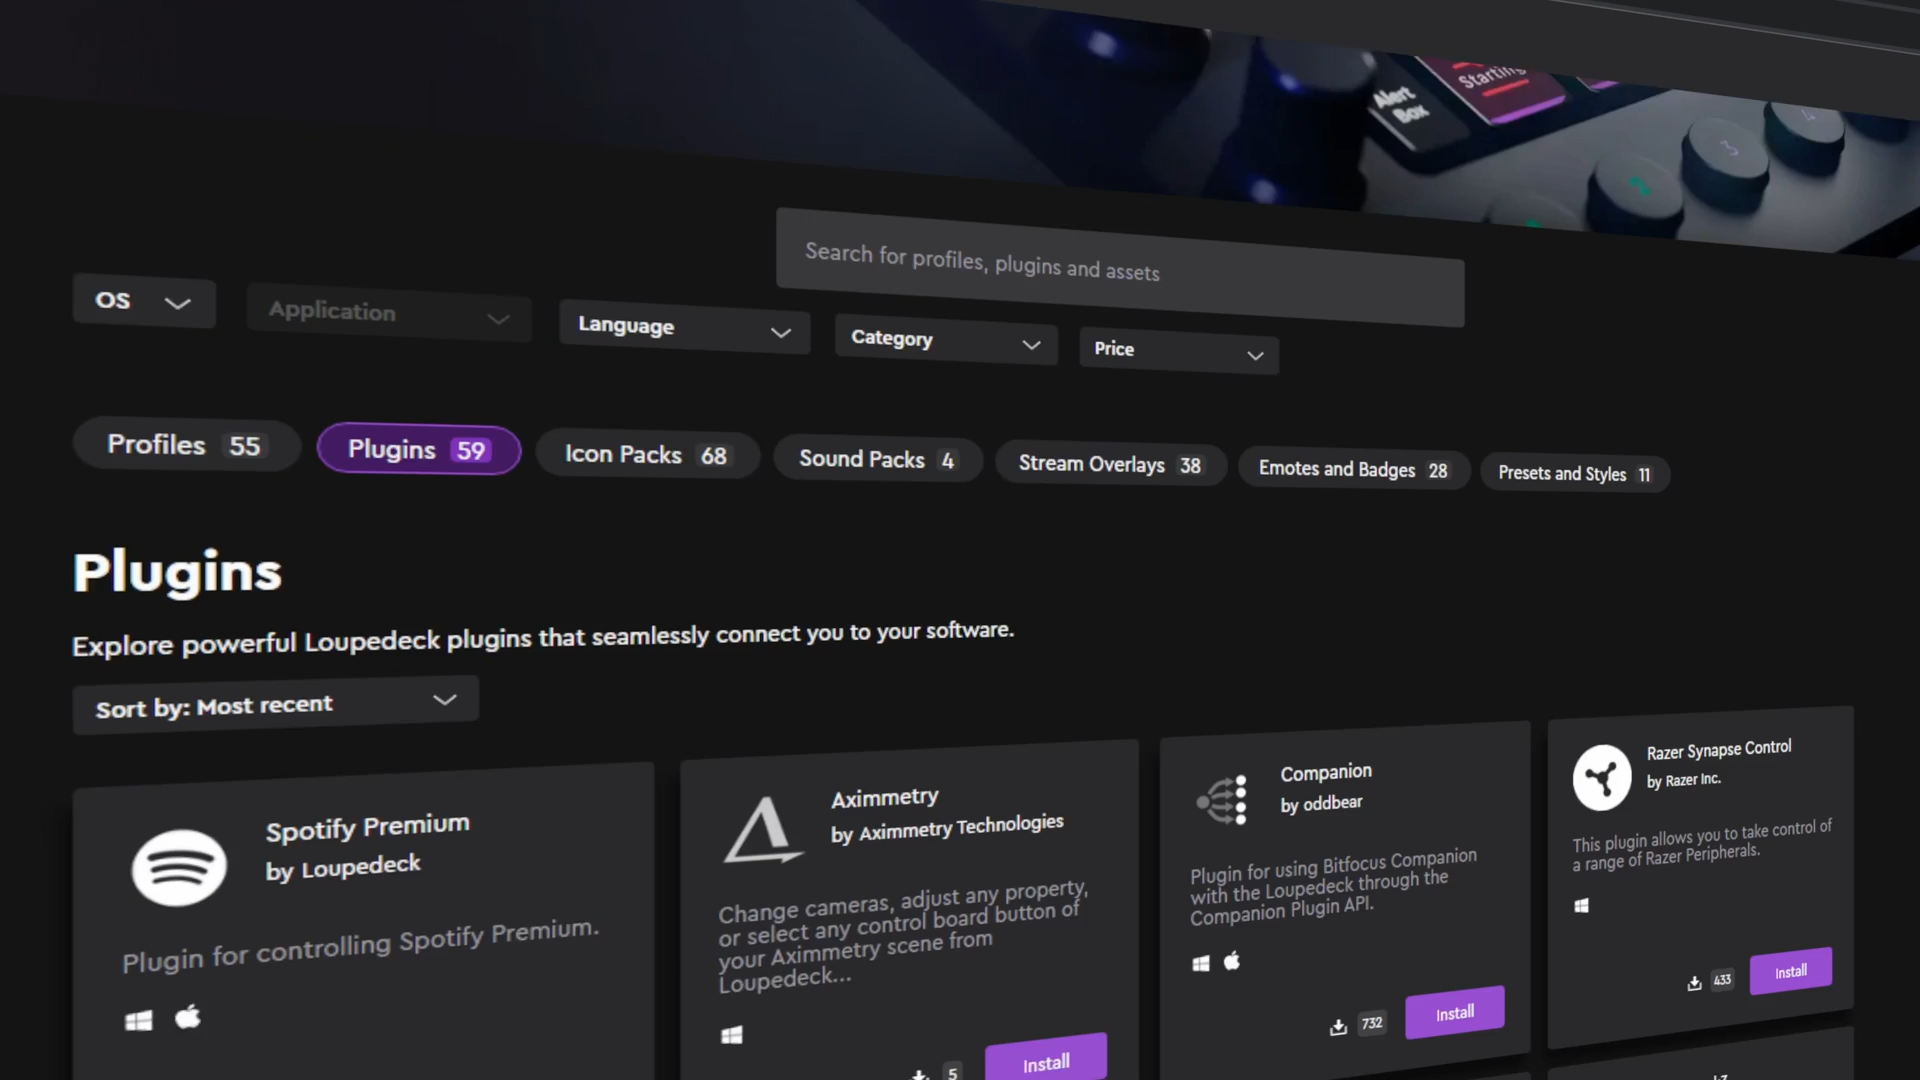 Alert
Box
Starting
3
4
Search for profiles, plugins and assets
OS
Application
Language
Category
Price
Profiles 55
Plugins 59
Icon Packs 68
Sound Packs 4
Stream Overlays 38
Emotes and Badges 28
Presets and Styles 11
Plugins
Explore powerful Loupedeck plugins that seamlessly connect you to your software.
Sort by: Most recent
Spotify Premium
by Loupedeck
Plugin for controlling Spotify Premium.
Aximmetry
by Aximmetry Technologies
Change cameras, adjust any property,
or select any control board button of
your Aximmetry scene from
Loupedeck...
5
Install
Companion
by oddbear
Plugin for using Bitfocus Companion
with the Loupedeck through the
Companion Plugin API.
732
Install
Razer Synapse Control
by Razer Inc.
This plugin allows you to take control of
a range of Razer Peripherals.
433
Install